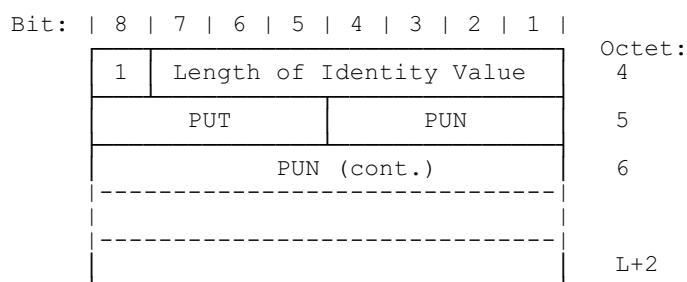 Bit: | 8 | 7 | 6 | 5 | 4 | 3 | 2 | 1 |
Octet:
1 Length of Identity Value 4
PUT PUN 5
PUN (cont.) 6
L+2